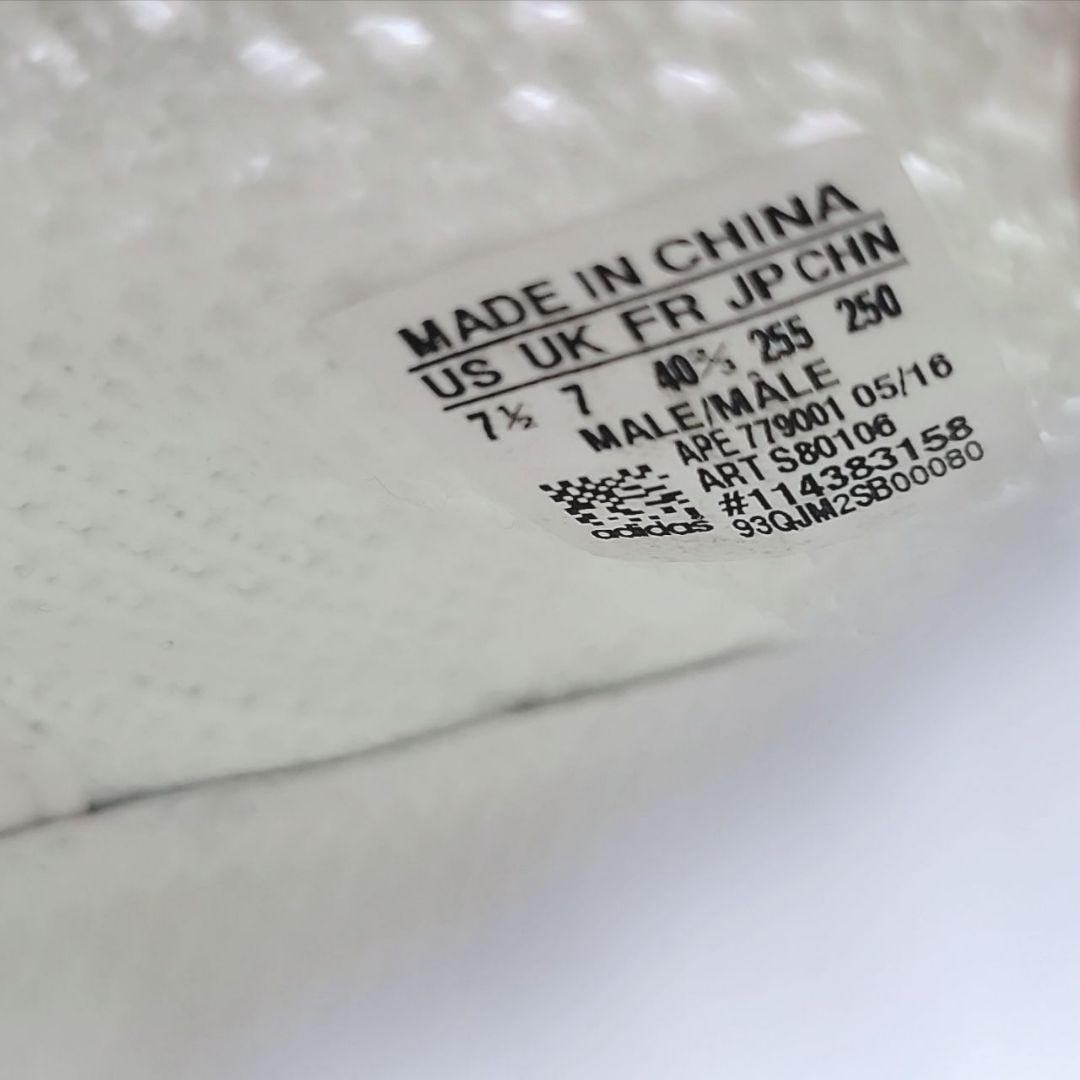 MADE IN CHINA
US UK FR JP CHN
7½ 7 40⅔ 255 250
MALE/MÂLE
APE 779001 05/16
ART S80106
#114383158
adidas 93QJM2SB00080